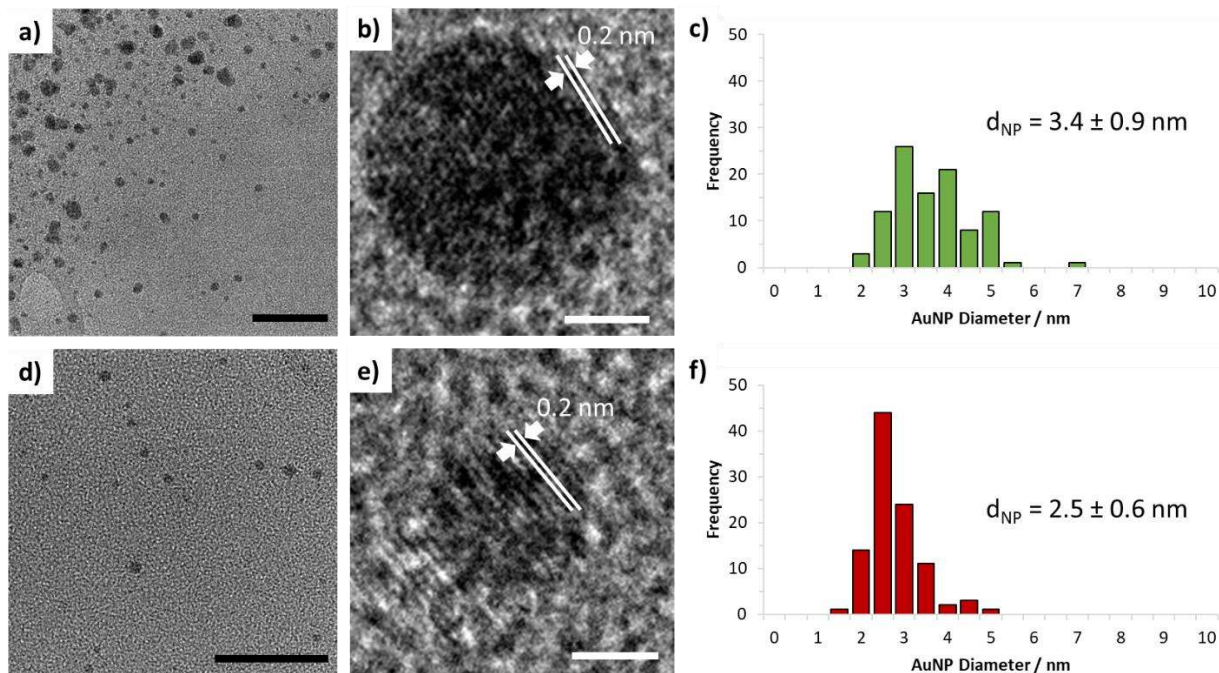 a)
b)
0.2 nm
c)
50
40
30
20
10
0
Frequency
d_NP = 3.4 ± 0.9 nm
0 1 2 3 4 5 6 7 8 9 10
AuNP Diameter / nm
d)
e)
0.2 nm
f)
50
40
30
20
10
0
Frequency
d_NP = 2.5 ± 0.6 nm
0 1 2 3 4 5 6 7 8 9 10
AuNP Diameter / nm